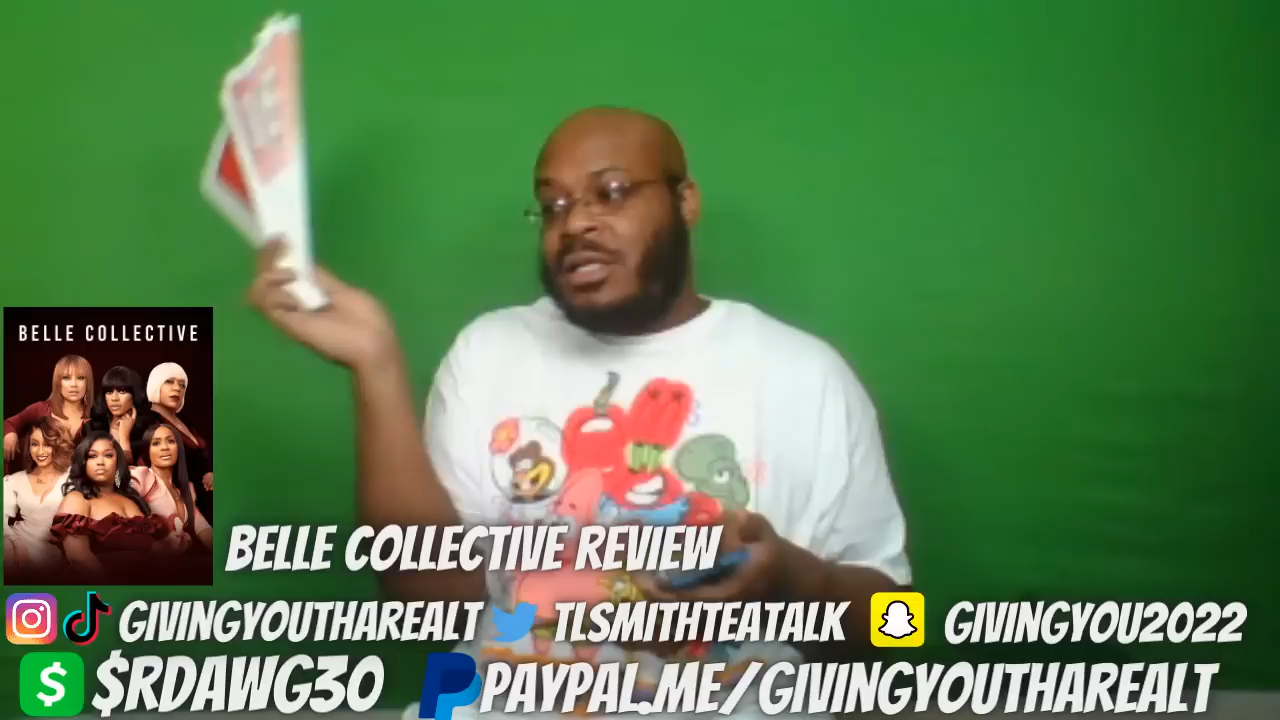 BELLE COLLECTIVE
BELLE COLLECTIVE REVIEW
GIVINGYOUTHAREALT TLSMITHTEATALK GIVINGYOU2022
$ $RDAWG30 PAYPAL.ME/GIVINGYOUTHAREALT